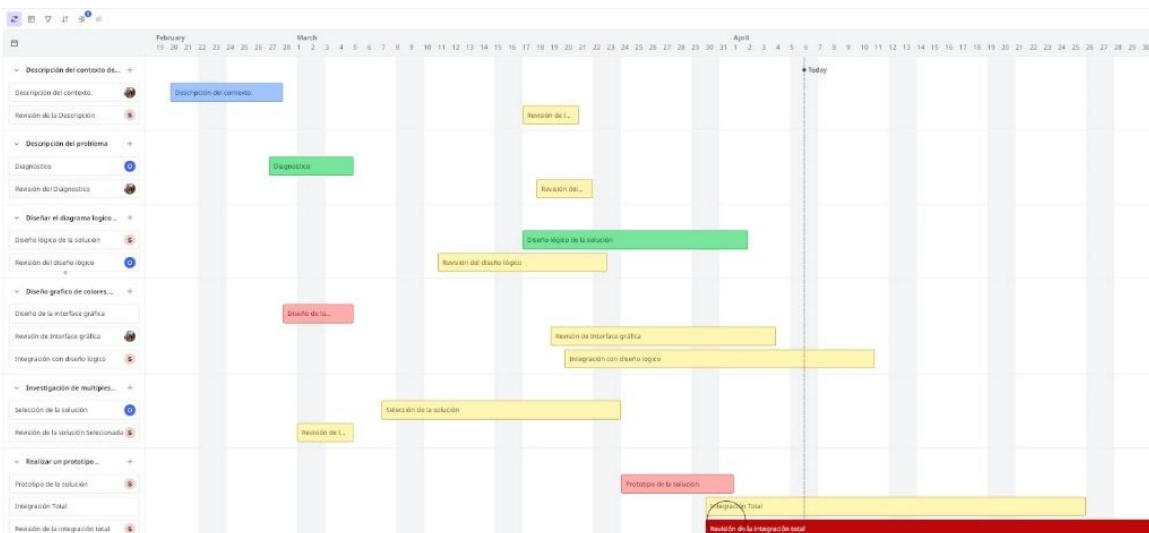 February March April
19 20 21 22 23 24 25 26 27 28 1 2 3 4 5 6 7 8 9 10 11 12 13 14 15 16 17 18 19 20 21 22 23 24 25 26 27 28 29 30 31 1 2 3 4 5 6 7 8 9 10 11 12 13 14 15 16 17 18 19 20 21 22 23 24 25 26 27 28 29 30
Descripción del contexto de... +
Today
Descripción del contexto.
Descripción del contexto.
Revisión de la Descripción S
Revisión de l...
Descripción del problema +
Diagnostico O
Diagnostico
Revisión del Diagnostico
Revisión del...
Diseñar el diagrama logico... +
Diseño lógico de la solución S
Diseño lógico de la solución
Revisión del diseño lógico O
Revisión del diseño lógico
Diseño grafico de colores,... +
Diseño de la interface gráfica
Diseño de la...
Revisión de Interface gráfica
Revisión de Interface gráfica
Integración con diseño logico S
Integración con diseño logico
Investigación de multiples... +
Selección de la solución O
Selección de la solución
Revisión de la solución Seleccionada S
Revisión de l...
Realizar un prototipo... +
Prototipo de la solución S
Prototipo de la solución
Integración Total
Integración Total
Revisión de la integración total S
Revisión de la integración total